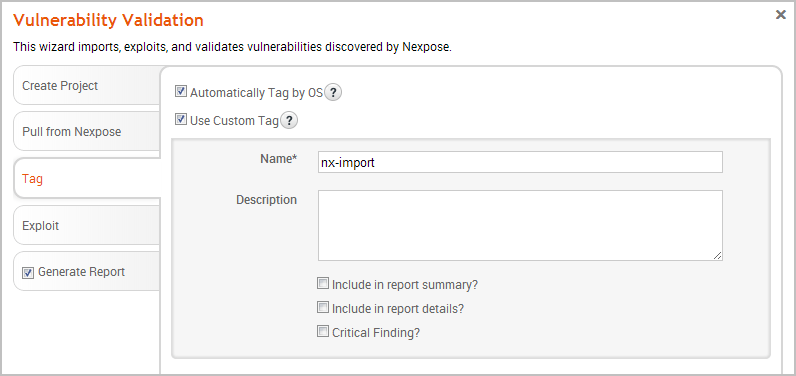 Vulnerability Validation
This wizard imports, exploits, and validates vulnerabilities discovered by Nexpose.
Create Project
Pull from Nexpose
Tag
Exploit
Generate Report
Automatically Tag by OS ?
Use Custom Tag ?
Name* nx-import
Description
Include in report summary?
Include in report details?
Critical Finding?